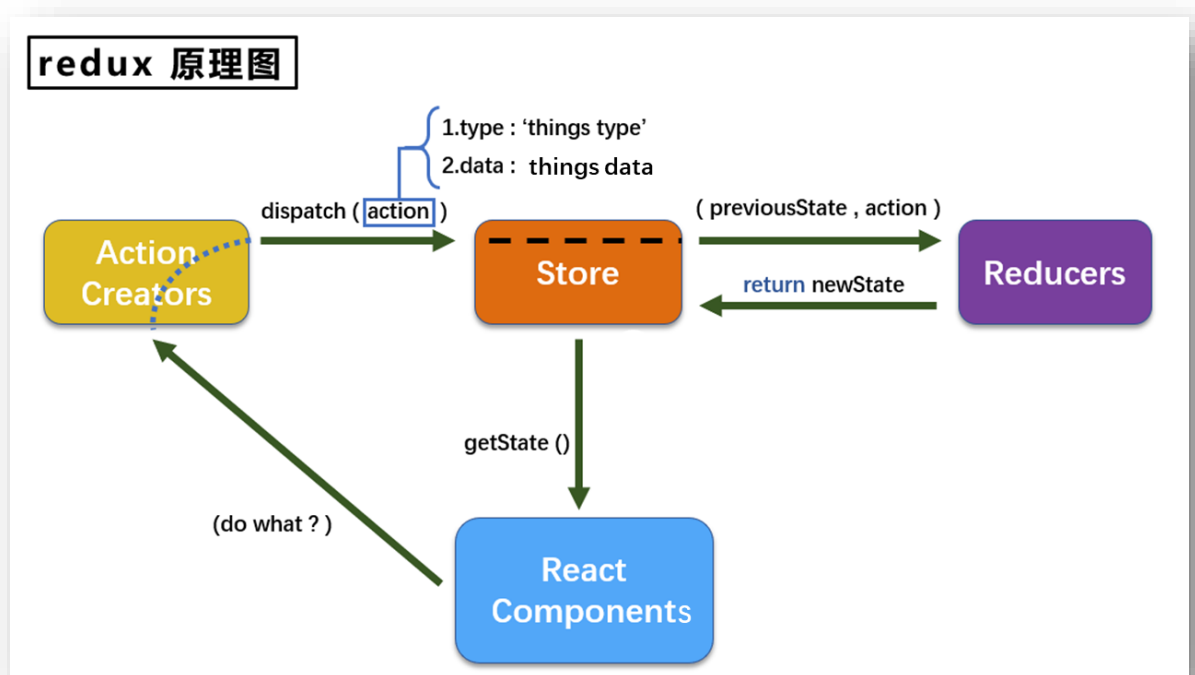 redux 原理图
1.type : ‘things type’
2.data : things data
dispatch ( action )
( previousState , action )
Action
Creators
Store
return newState
Reducers
getState ()
(do what ? )
React
Components